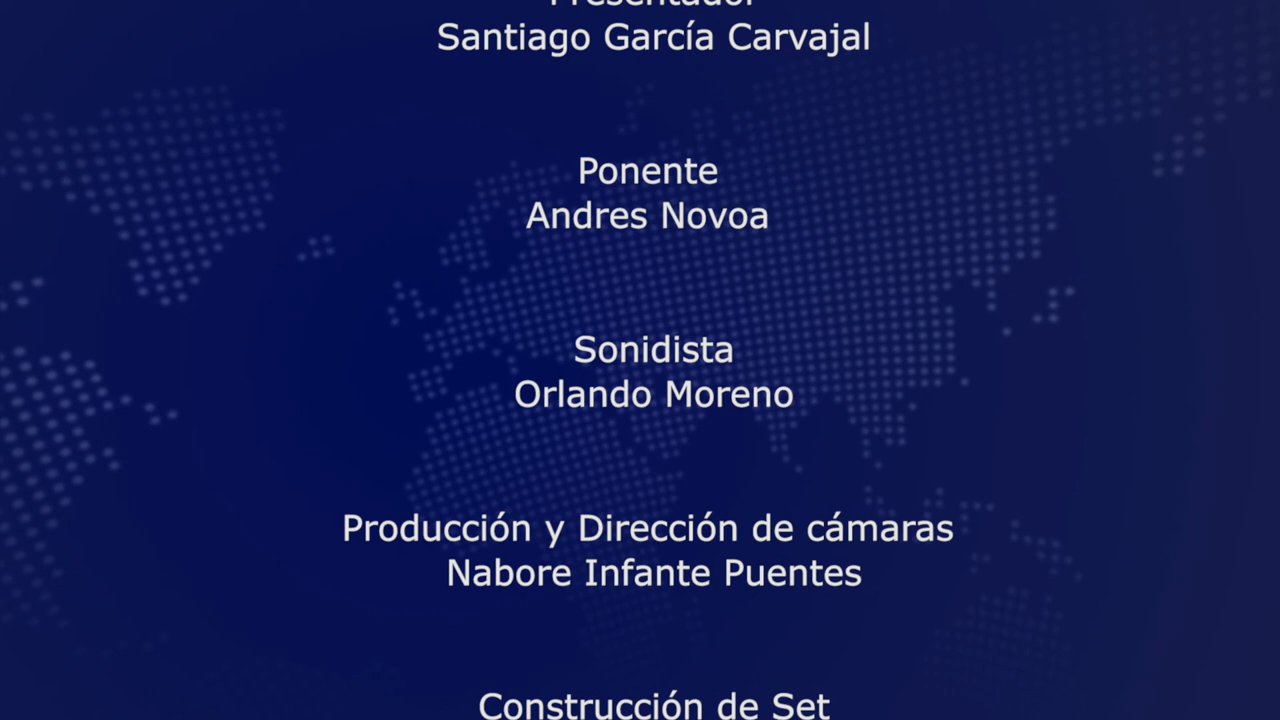 Presentador
Santiago García Carvajal
Ponente
Andres Novoa
Sonidista
Orlando Moreno
Producción y Dirección de cámaras
Nabore Infante Puentes
Construcción de Set